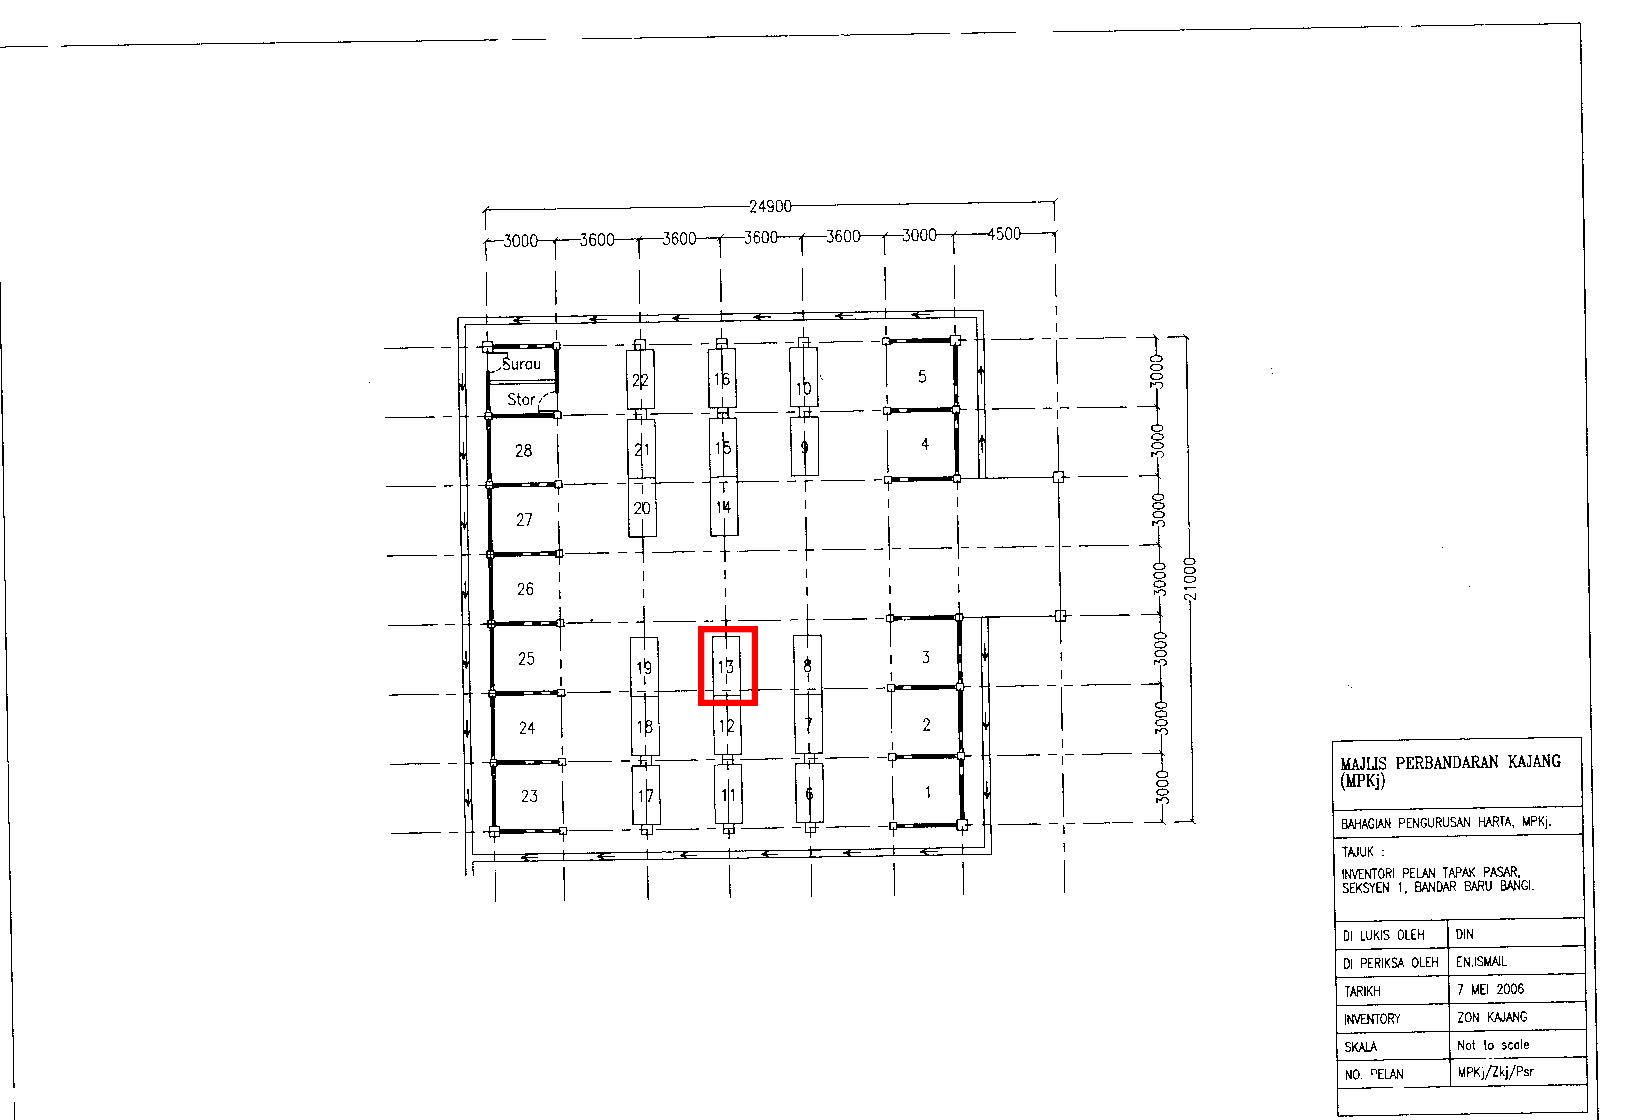 24900
3000 3600 3600 3600 3600 3000 4500
Surau
Stor
22 16 10 5
28 21 15 9 4
27 20 14
26
25 19 13 8 3
24 18 12 7 2
23 17 11 6 1
3000
3000
3000
3000
3000
3000
3000
21000
MAJLIS PERBANDARAN KAJANG
(MPKj)
BAHAGIAN PENGURUSAN HARTA, MPKj.
TAJUK :
INVENTORI PELAN TAPAK PASAR,
SEKSYEN 1, BANDAR BARU BANGI.
DI LUKIS OLEH DIN
DI PERIKSA OLEH EN.ISMAIL
TARIKH 7 MEI 2006
INVENTORY ZON KAJANG
SKALA Not to scale
NO. PELAN MPKj/Zkj/Psr